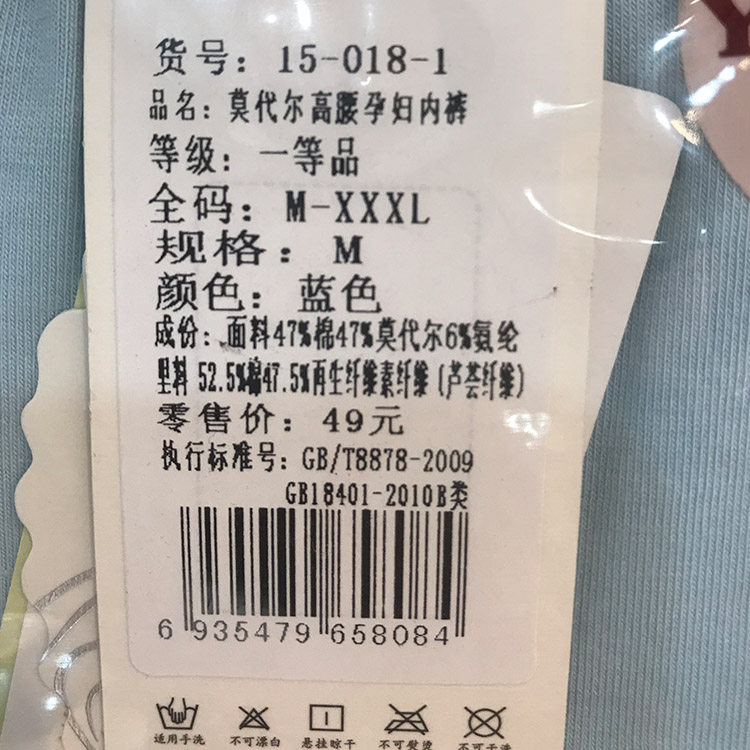 货号：15-018-1
品名：莫代尔高腰孕妇内裤
等级：一等品
全码：M-XXXL
规格：M
颜色：蓝色
成份：面料47%棉47%莫代尔6%氨纶
里料 52.5%棉47.5%再生纤维素纤维（芦荟纤维）
零售价：49元
执行标准号：GB/T8878-2009
GB18401-2010B类
6 935479 658084
适用手洗 不可漂白 悬挂晾干 不可熨烫 不可干洗
Y